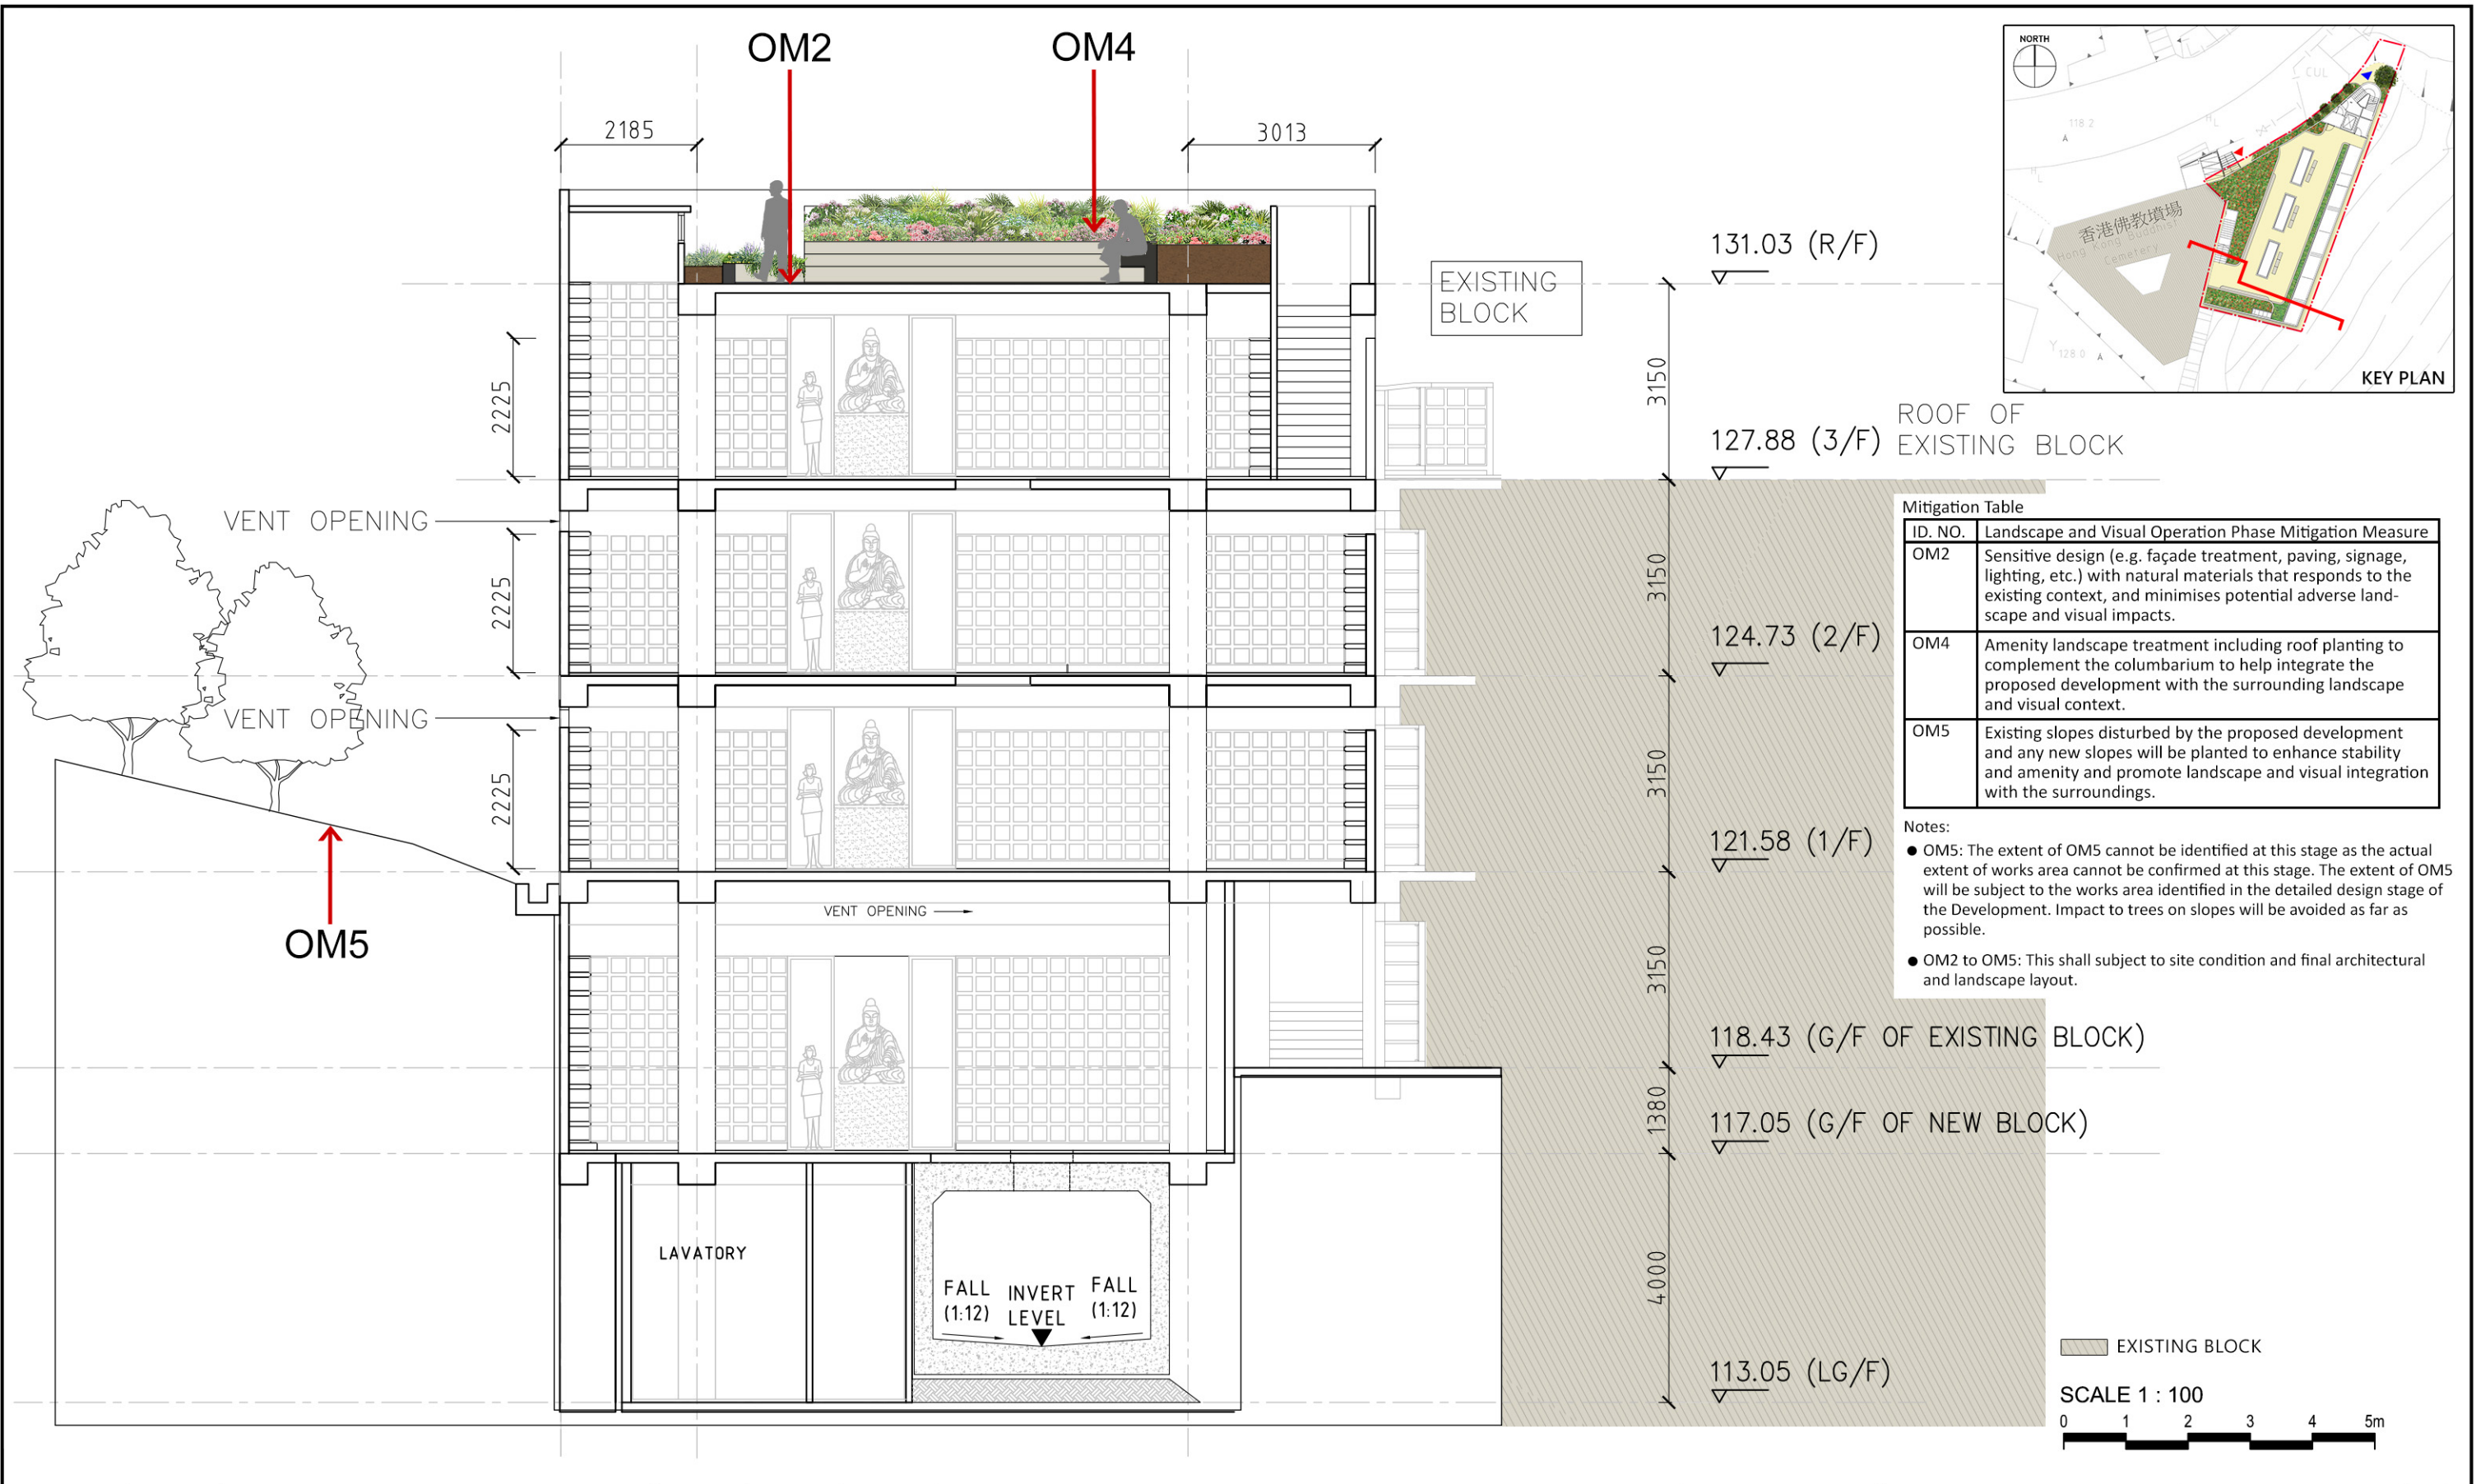 OM2
OM4
2185
3013
NORTH
CUL
118.2
A
香港佛教墳場
Hong Kong Buddhist
Cemetery
128.0
A
KEY PLAN
131.03 (R/F)
EXISTING
BLOCK
3150
2225
127.88 (3/F)
ROOF OF
EXISTING BLOCK
VENT OPENING
2225
3150
124.73 (2/F)
VENT OPENING
2225
3150
121.58 (1/F)
VENT OPENING
OM5
3150
118.43 (G/F OF EXISTING BLOCK)
1380
117.05 (G/F OF NEW BLOCK)
LAVATORY
FALL
(1:12)
INVERT
LEVEL
FALL
(1:12)
4000
113.05 (LG/F)
Mitigation Table
ID. NO. Landscape and Visual Operation Phase Mitigation Measure
OM2 Sensitive design (e.g. façade treatment, paving, signage,
lighting, etc.) with natural materials that responds to the
existing context, and minimises potential adverse land-
scape and visual impacts.
OM4 Amenity landscape treatment including roof planting to
complement the columbarium to help integrate the
proposed development with the surrounding landscape
and visual context.
OM5 Existing slopes disturbed by the proposed development
and any new slopes will be planted to enhance stability
and amenity and promote landscape and visual integration
with the surroundings.
Notes:
● OM5: The extent of OM5 cannot be identified at this stage as the actual
extent of works area cannot be confirmed at this stage. The extent of OM5
will be subject to the works area identified in the detailed design stage of
the Development. Impact to trees on slopes will be avoided as far as
possible.
● OM2 to OM5: This shall subject to site condition and final architectural
and landscape layout.
EXISTING BLOCK
SCALE 1 : 100
0 1 2 3 4 5m